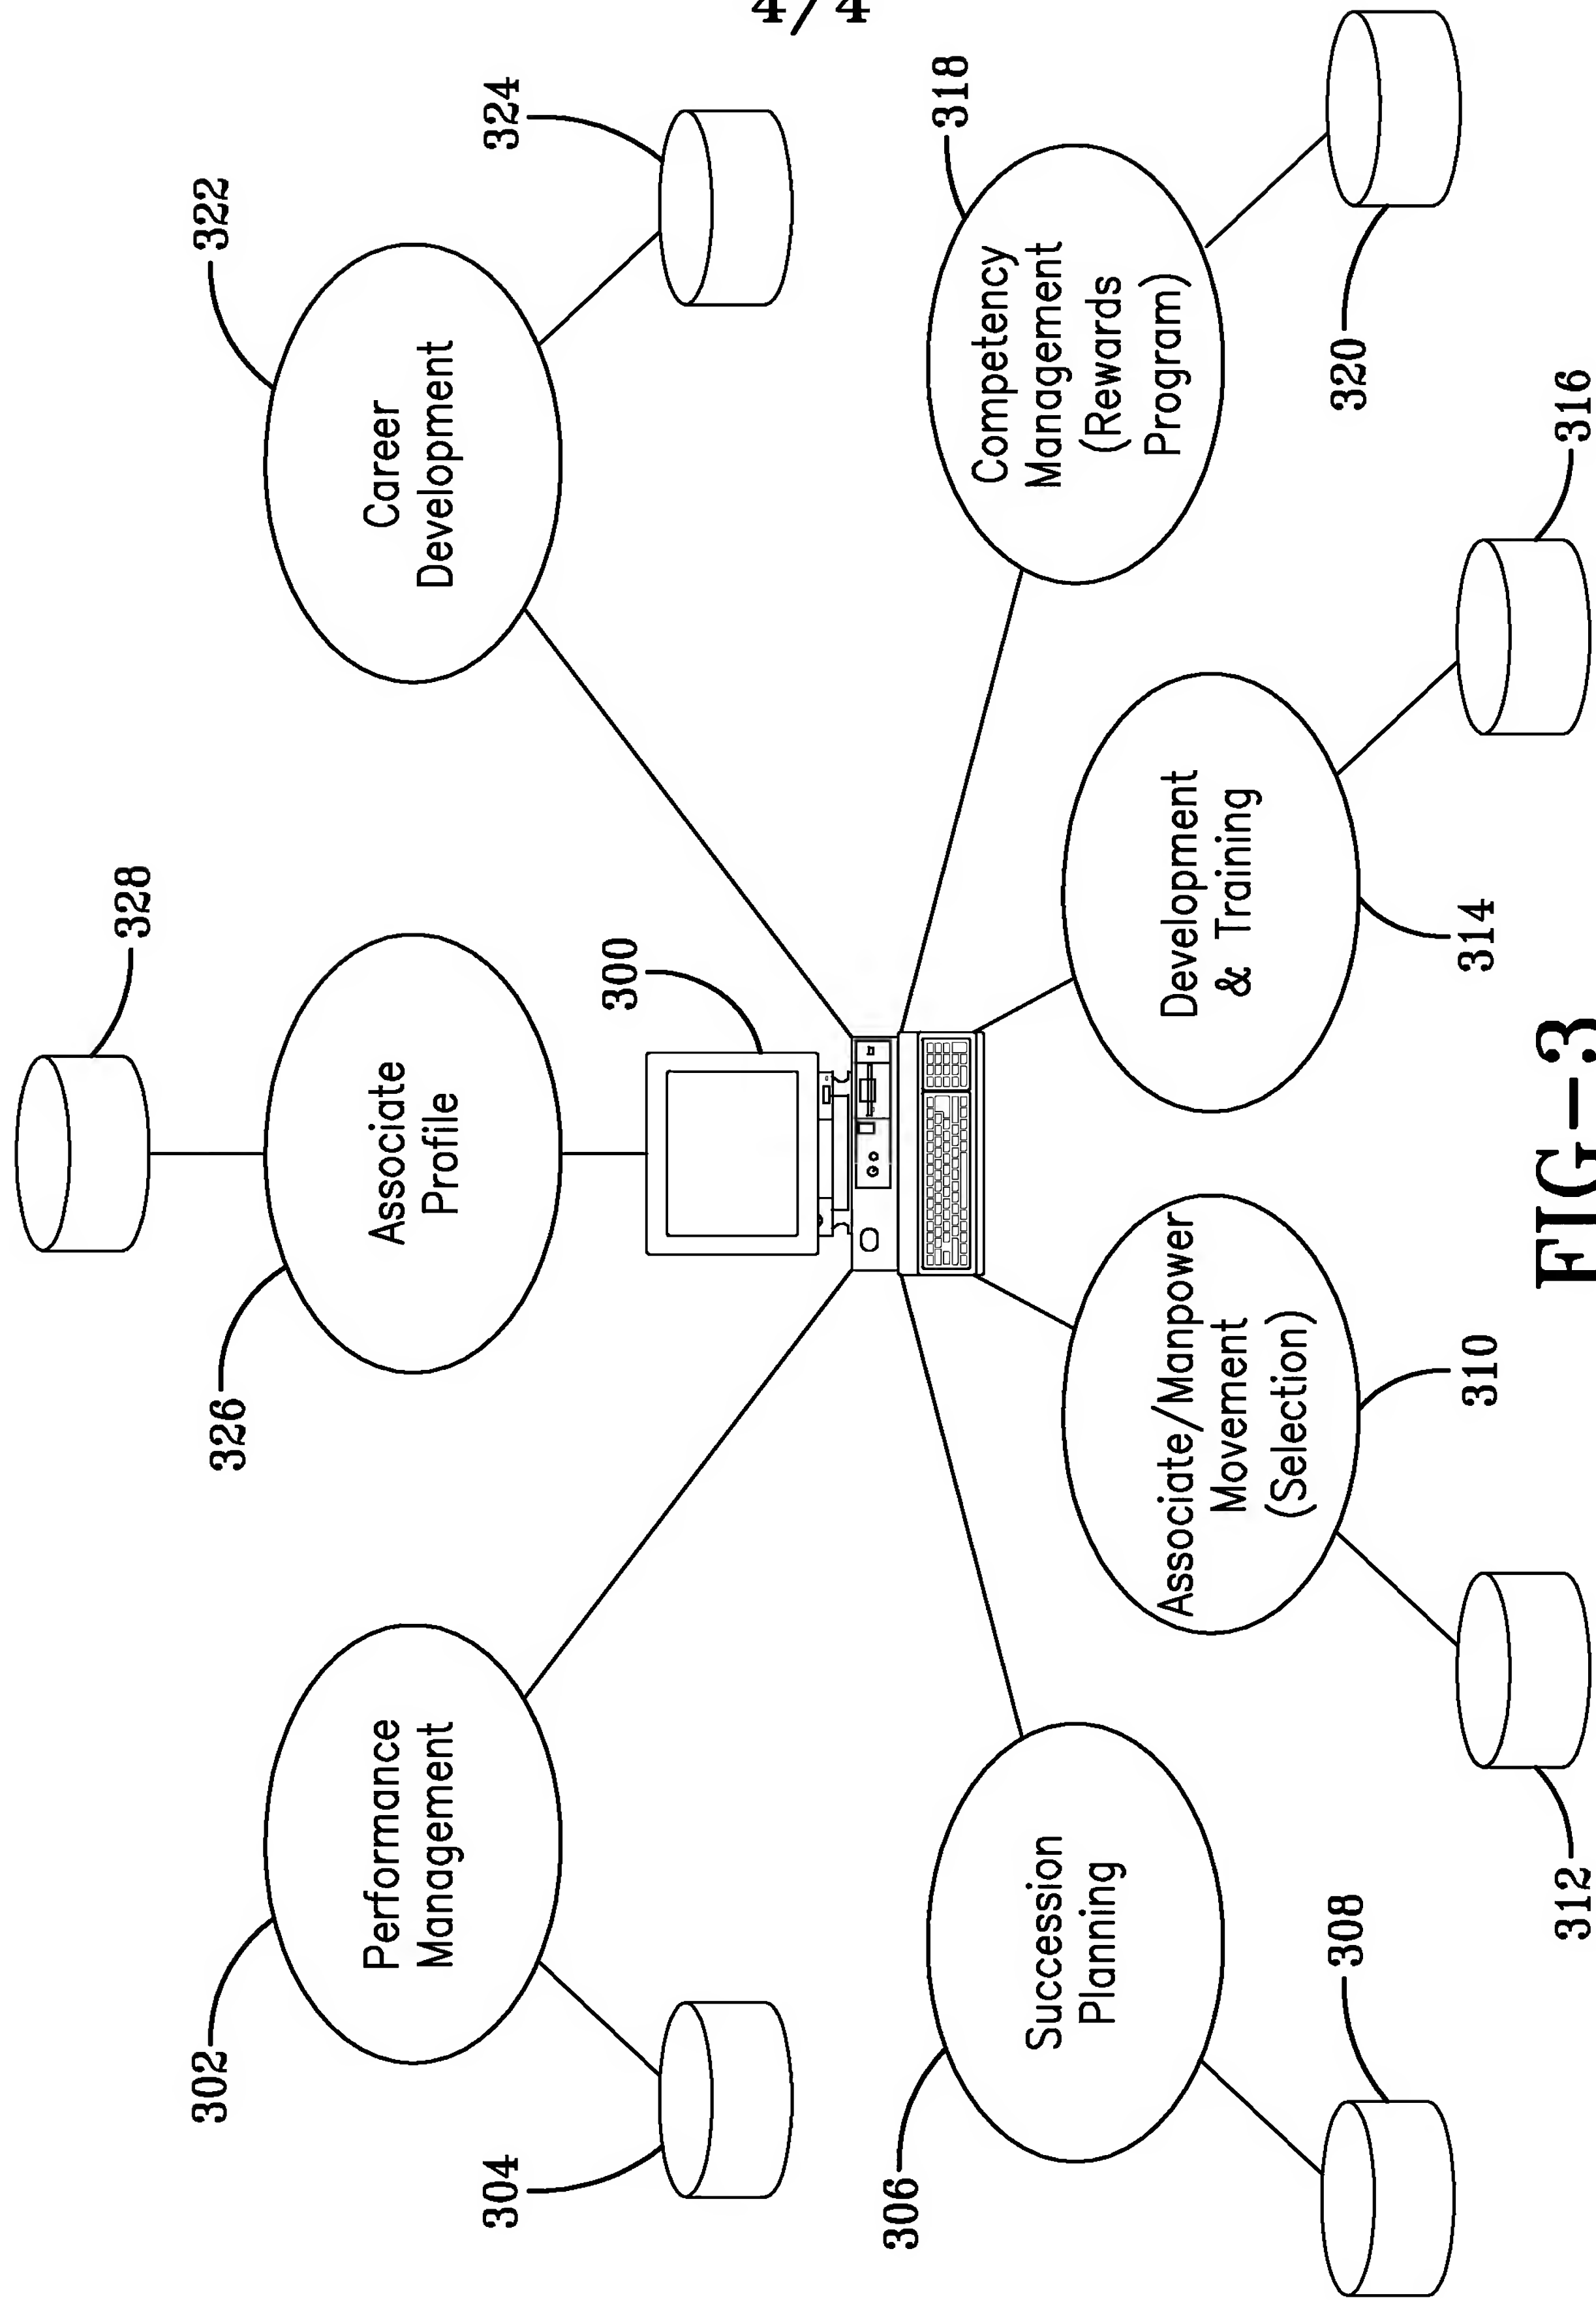 4/4
328
326
Associate
Profile
302
Performance
Management
322
Career
Development
304
300
324
306
Succession
Planning
318
Competency
Management
(Rewards
Program)
308
310
Associate/Manpower
Movement
(Selection)
314
Development
& Training
320
312
316
FIG-3